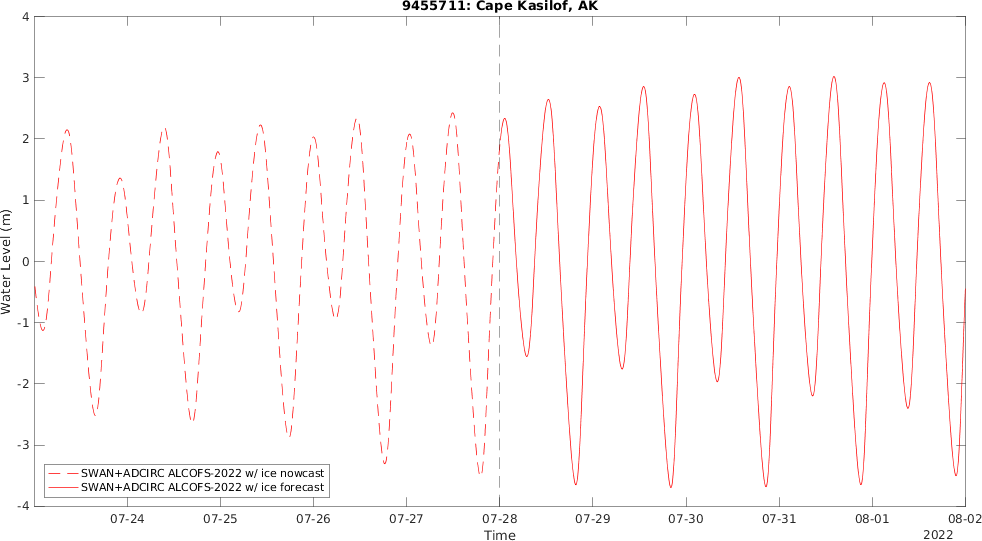 9455711: Cape Kasilof, AK
4
3
2
1
0
-1
-2
-3
-4
Water Level (m)
SWAN+ADCIRC ALCOFS-2022 w/ ice nowcast
SWAN+ADCIRC ALCOFS-2022 w/ ice forecast
07-24 07-25 07-26 07-27 07-28 07-29 07-30 07-31 08-01 08-02
Time
2022